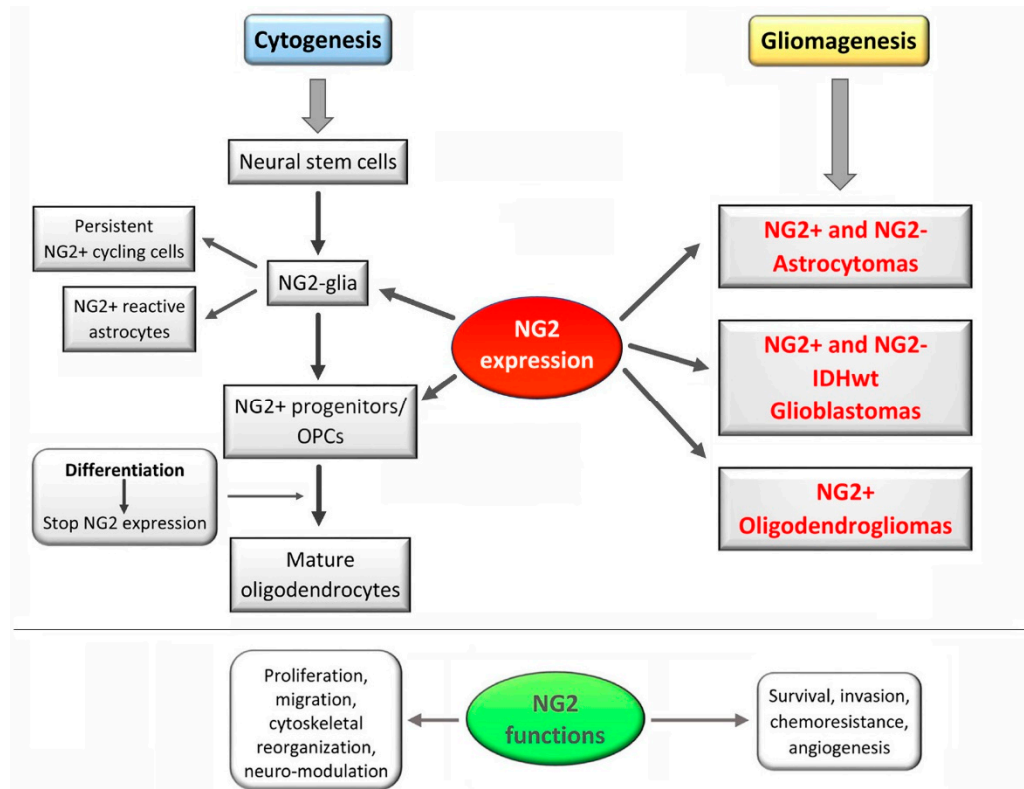 Cytogenesis
Gliomagenesis
Neural stem cells
Persistent
NG2+ cycling cells
NG2-glia
NG2+ reactive
astrocytes
NG2
expression
NG2+ and NG2-
Astrocytomas
NG2+ and NG2-
IDHwt
Glioblastomas
NG2+ progenitors/
OPCs
Differentiation
Stop NG2 expression
NG2+
Oligodendrogliomas
Mature
oligodendrocytes
Proliferation,
migration,
cytoskeletal
reorganization,
neuro-modulation
NG2
functions
Survival, invasion,
chemoresistance,
angiogenesis